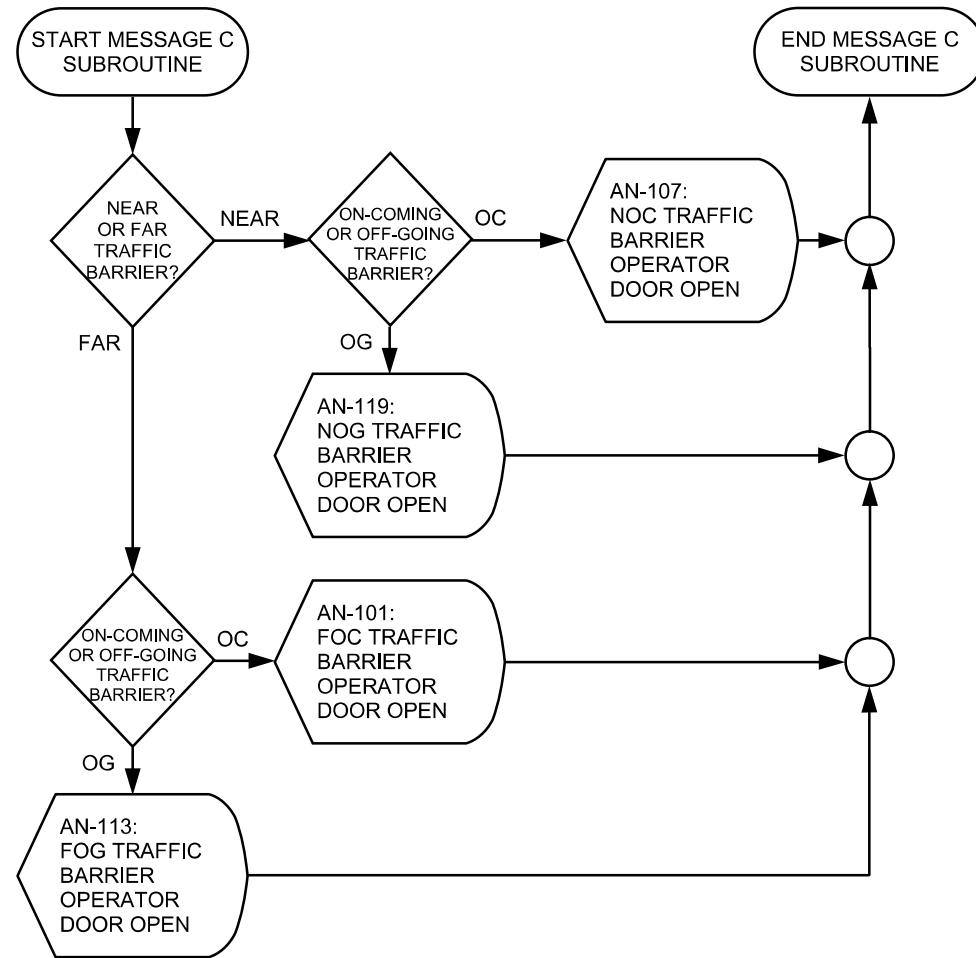 START MESSAGE C
SUBROUTINE
END MESSAGE C
SUBROUTINE
NEAR
OR FAR
TRAFFIC
BARRIER?
NEAR
ON-COMING
OR OFF-GOING
TRAFFIC
BARRIER?
OC
AN-107:
NOC TRAFFIC
BARRIER
OPERATOR
DOOR OPEN
FAR
OG
AN-119:
NOG TRAFFIC
BARRIER
OPERATOR
DOOR OPEN
ON-COMING
OR OFF-GOING
TRAFFIC
BARRIER?
OC
AN-101:
FOC TRAFFIC
BARRIER
OPERATOR
DOOR OPEN
OG
AN-113:
FOG TRAFFIC
BARRIER
OPERATOR
DOOR OPEN